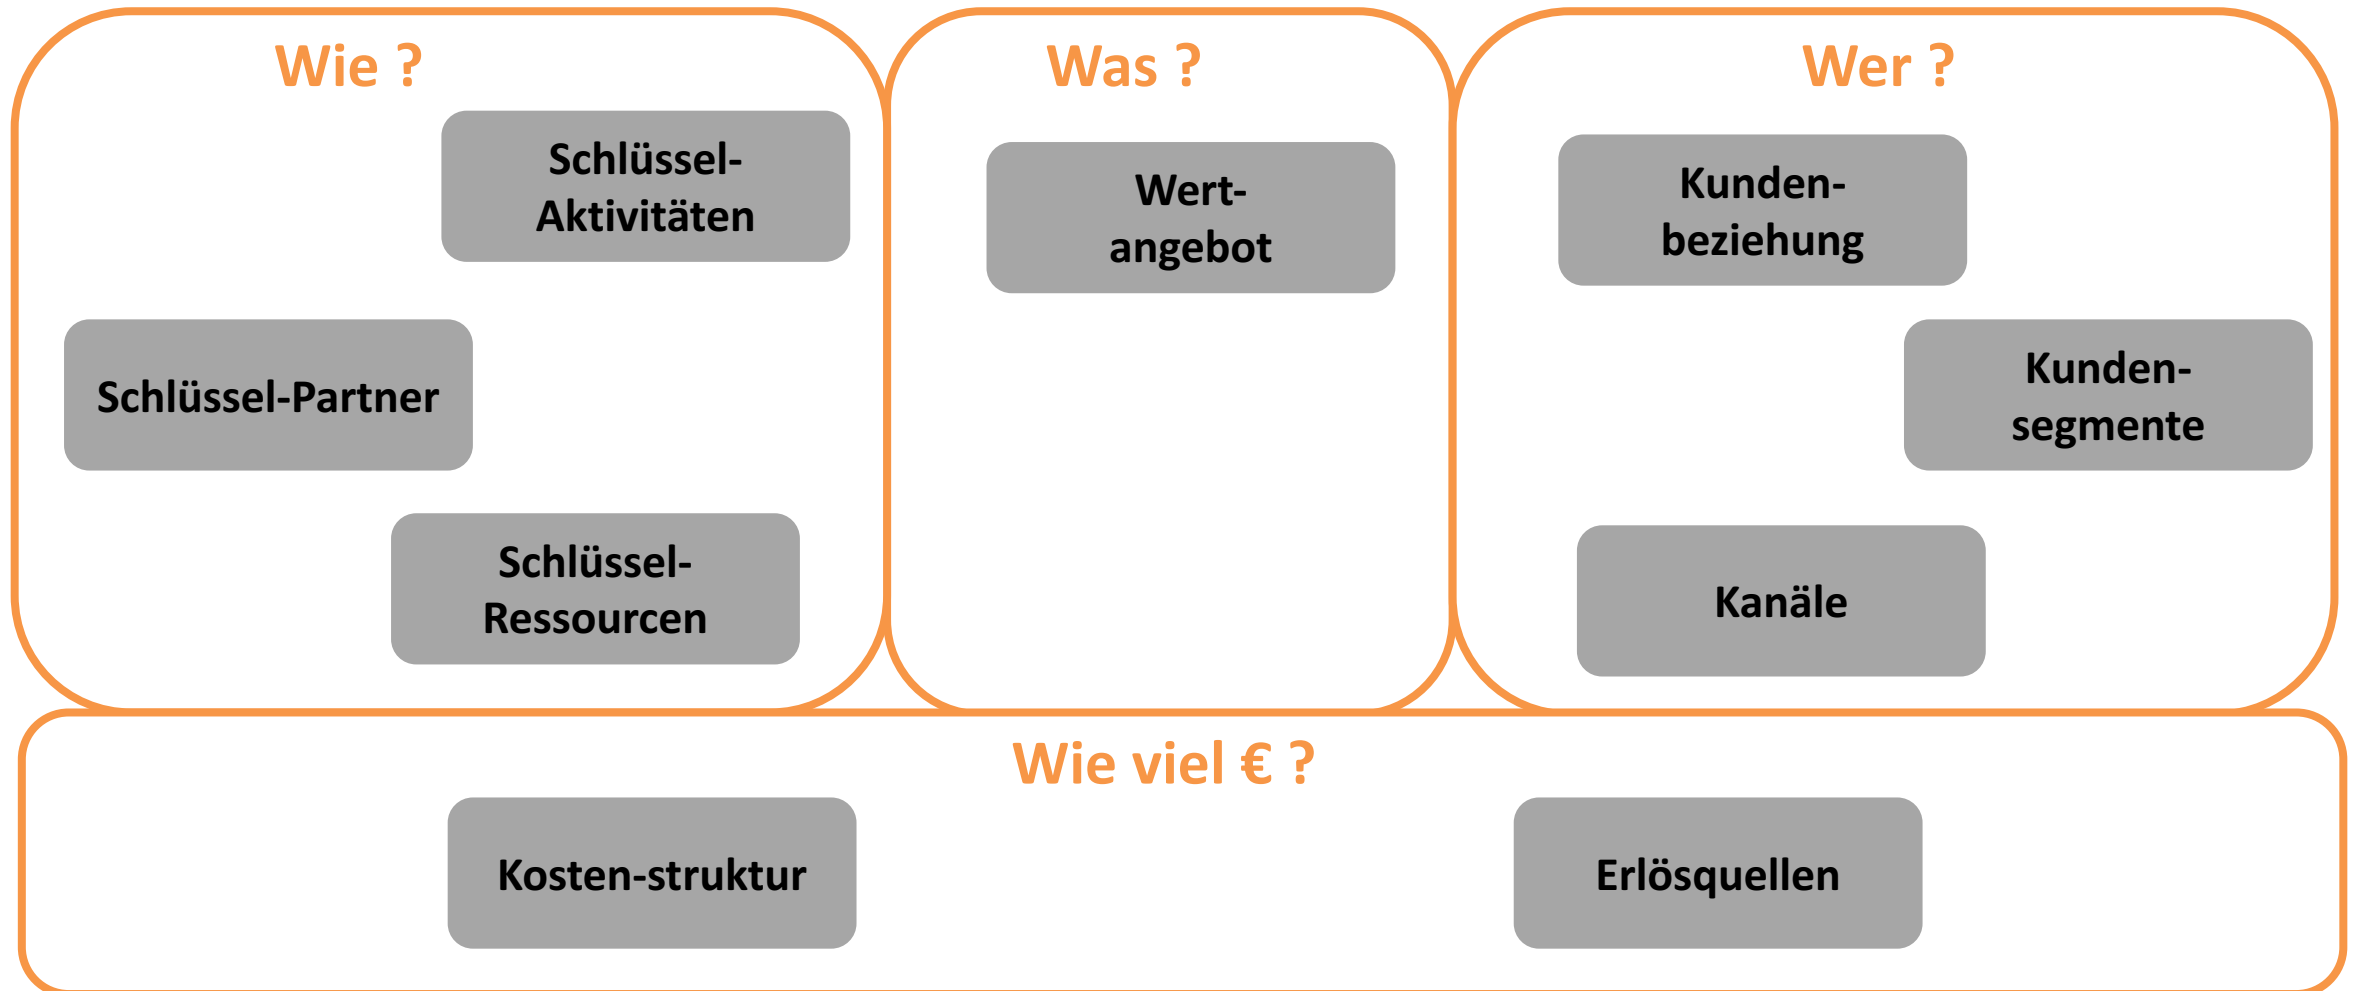 Wie ?
Schlüssel-
Aktivitäten
Schlüssel-Partner
Schlüssel-
Ressourcen
Was ?
Wert-
angebot
Wer ?
Kunden-
beziehung
Kunden-
segmente
Kanäle
Wie viel € ?
Kosten-struktur
Erlösquellen